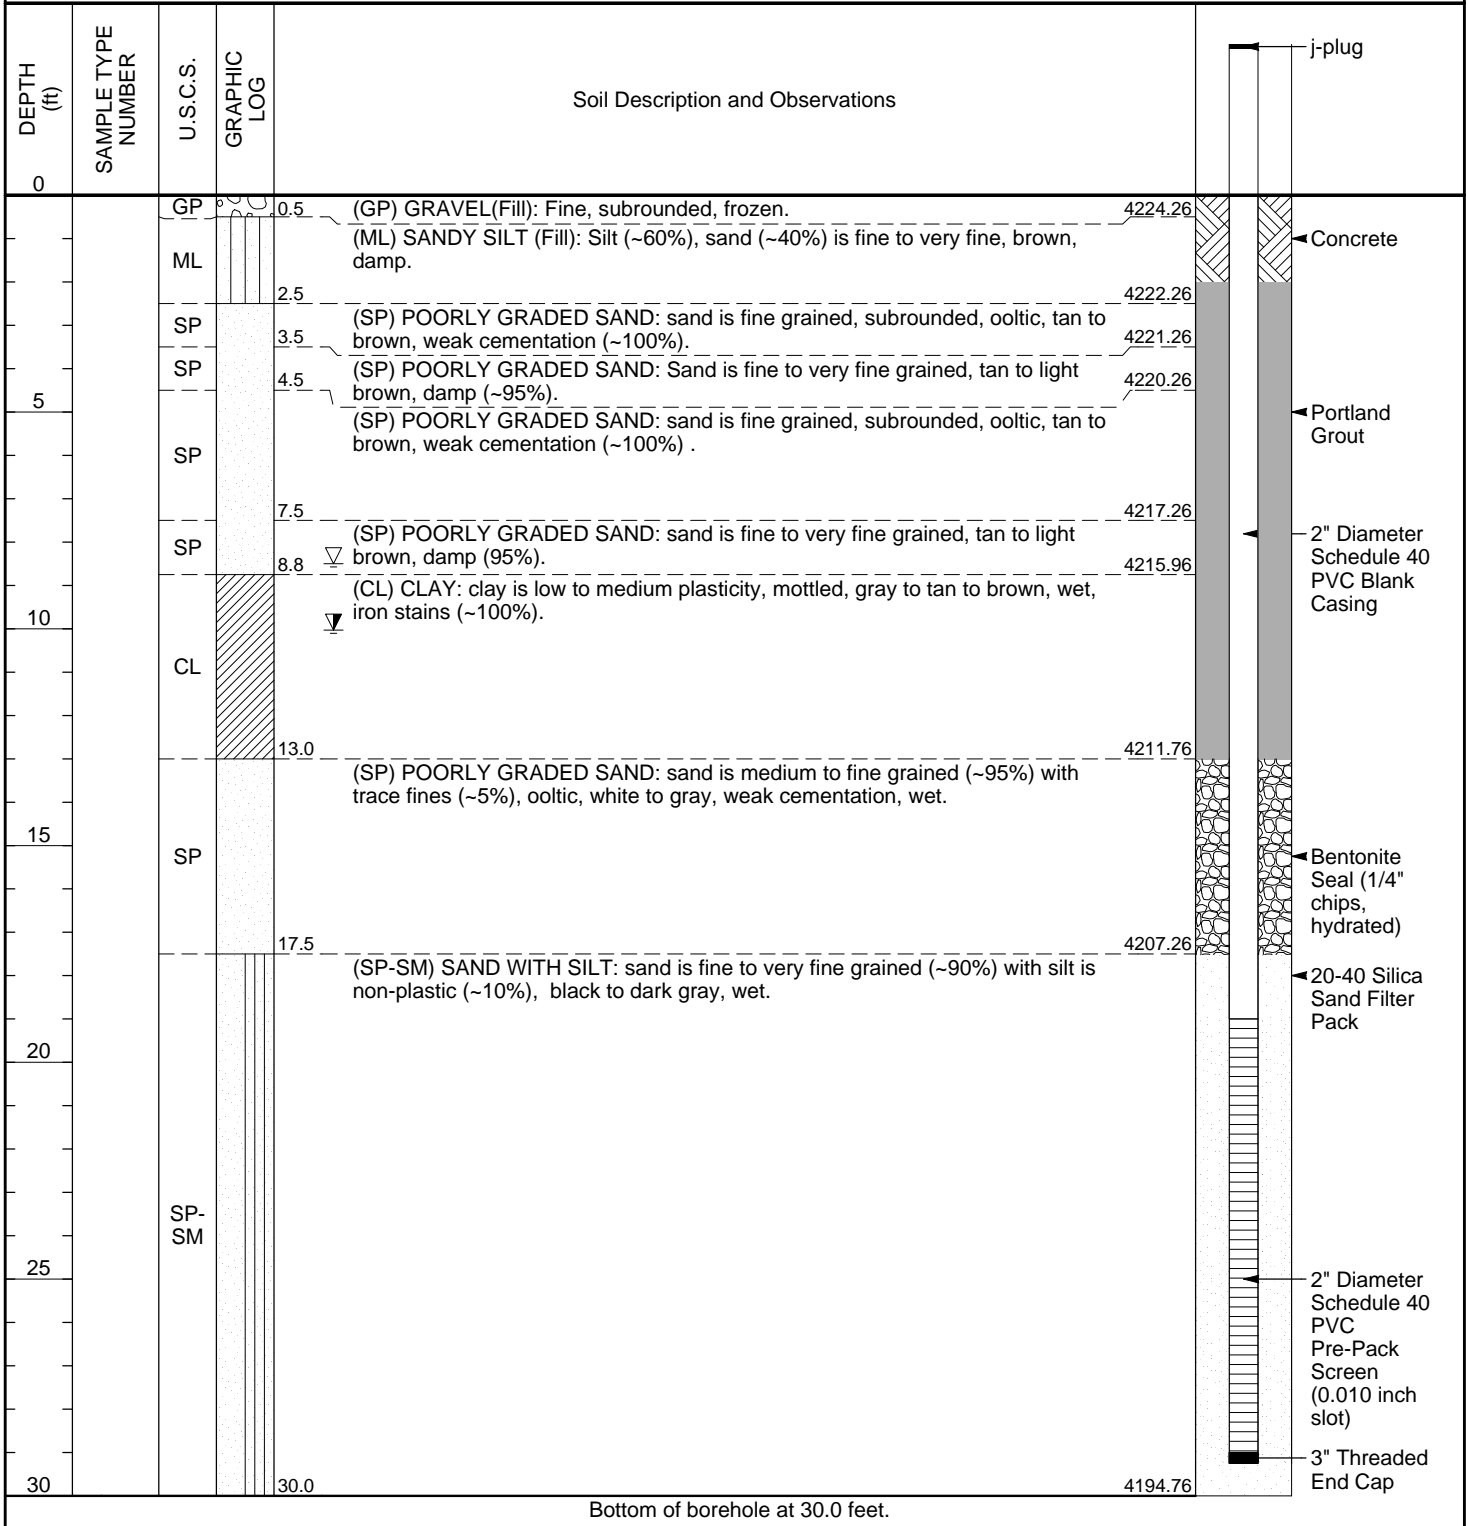 DEPTH
(ft)
SAMPLE TYPE
NUMBER
U.S.C.S.
GRAPHIC
LOG
Soil Description and Observations
j-plug
0
GP
0.5
(GP) GRAVEL(Fill): Fine, subrounded, frozen.
4224.26
ML
(ML) SANDY SILT (Fill): Silt (~60%), sand (~40%) is fine to very fine, brown,
damp.
Concrete
2.5
4222.26
SP
(SP) POORLY GRADED SAND: sand is fine grained, subrounded, ooltic, tan to
brown, weak cementation (~100%).
3.5
4221.26
SP
(SP) POORLY GRADED SAND: Sand is fine to very fine grained, tan to light
brown, damp (~95%).
4.5
4220.26
5
(SP) POORLY GRADED SAND: sand is fine grained, subrounded, ooltic, tan to
brown, weak cementation (~100%) .
Portland
Grout
SP
7.5
4217.26
SP
(SP) POORLY GRADED SAND: sand is fine to very fine grained, tan to light
brown, damp (95%).
8.8
4215.96
2" Diameter
Schedule 40
PVC Blank
Casing
(CL) CLAY: clay is low to medium plasticity, mottled, gray to tan to brown, wet,
iron stains (~100%).
10
CL
13.0
4211.76
(SP) POORLY GRADED SAND: sand is medium to fine grained (~95%) with
trace fines (~5%), ooltic, white to gray, weak cementation, wet.
15
SP
Bentonite
Seal (1/4"
chips,
hydrated)
17.5
4207.26
(SP-SM) SAND WITH SILT: sand is fine to very fine grained (~90%) with silt is
non-plastic (~10%),  black to dark gray, wet.
20-40 Silica
Sand Filter
Pack
20
SP-
SM
25
2" Diameter
Schedule 40
PVC
Pre-Pack
Screen
(0.010 inch
slot)
3" Threaded
End Cap
30
30.0
4194.76
Bottom of borehole at 30.0 feet.